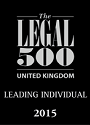 The
LEGAL
500
UNITED KINGDOM
LEADING INDIVIDUAL
2015